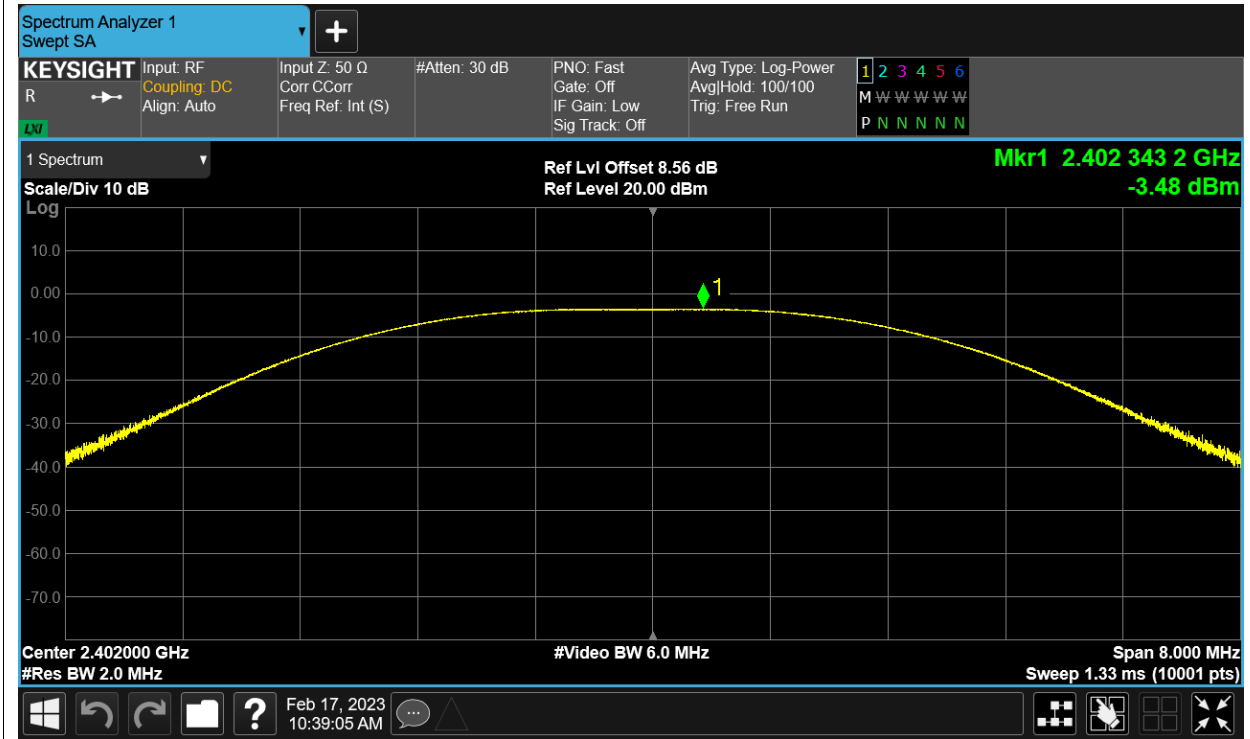 Spectrum Analyzer 1
Swept SA
+
KEYSIGHT
R
LXI
Input: RF
Coupling: DC
Align: Auto
Input Z: 50 Ω
Corr CCorr
Freq Ref: Int (S)
#Atten: 30 dB
PNO: Fast
Gate: Off
IF Gain: Low
Sig Track: Off
Avg Type: Log-Power
Avg|Hold: 100/100
Trig: Free Run
1 2 3 4 5 6
M W W W W W
P N N N N N
1 Spectrum
Scale/Div 10 dB
Log
Ref Lvl Offset 8.56 dB
Ref Level 20.00 dBm
Mkr1 2.402 343 2 GHz
-3.48 dBm
10.0
0.00
-10.0
-20.0
-30.0
-40.0
-50.0
-60.0
-70.0
1
Center 2.402000 GHz
#Res BW 2.0 MHz
#Video BW 6.0 MHz
Span 8.000 MHz
Sweep 1.33 ms (10001 pts)
?
Feb 17, 2023
10:39:05 AM